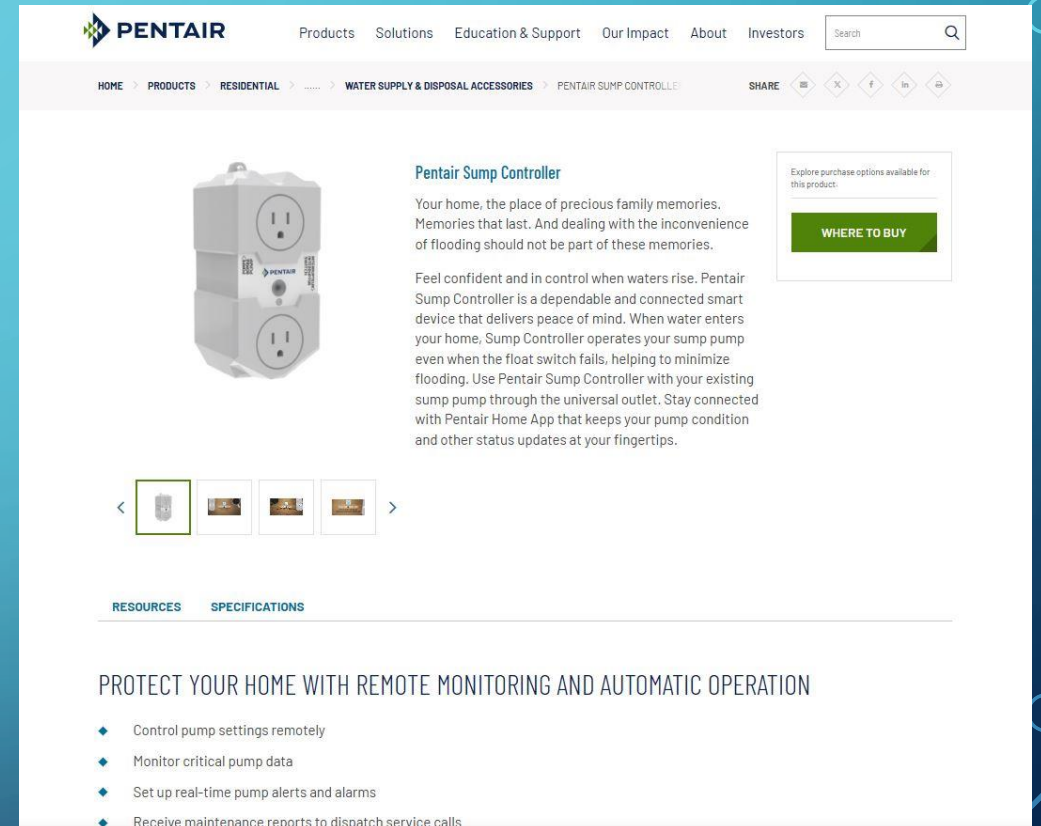 PENTAIR
Products Solutions Education & Support Our Impact About Investors Search
HOME PRODUCTS RESIDENTIAL ...... WATER SUPPLY & DISPOSAL ACCESSORIES PENTAIR SUMP CONTROLLE
SHARE
PENTAIR
Pentair Sump Controller
Your home, the place of precious family memories.
Memories that last. And dealing with the inconvenience
of flooding should not be part of these memories.
Feel confident and in control when waters rise. Pentair
Sump Controller is a dependable and connected smart
device that delivers peace of mind. When water enters
your home, Sump Controller operates your sump pump
even when the float switch fails, helping to minimize
flooding. Use Pentair Sump Controller with your existing
sump pump through the universal outlet. Stay connected
with Pentair Home App that keeps your pump condition
and other status updates at your fingertips.
Explore purchase options available for
this product.
WHERE TO BUY
RESOURCES SPECIFICATIONS
PROTECT YOUR HOME WITH REMOTE MONITORING AND AUTOMATIC OPERATION
Control pump settings remotely
Monitor critical pump data
Set up real-time pump alerts and alarms
Receive maintenance reports to dispatch service calls